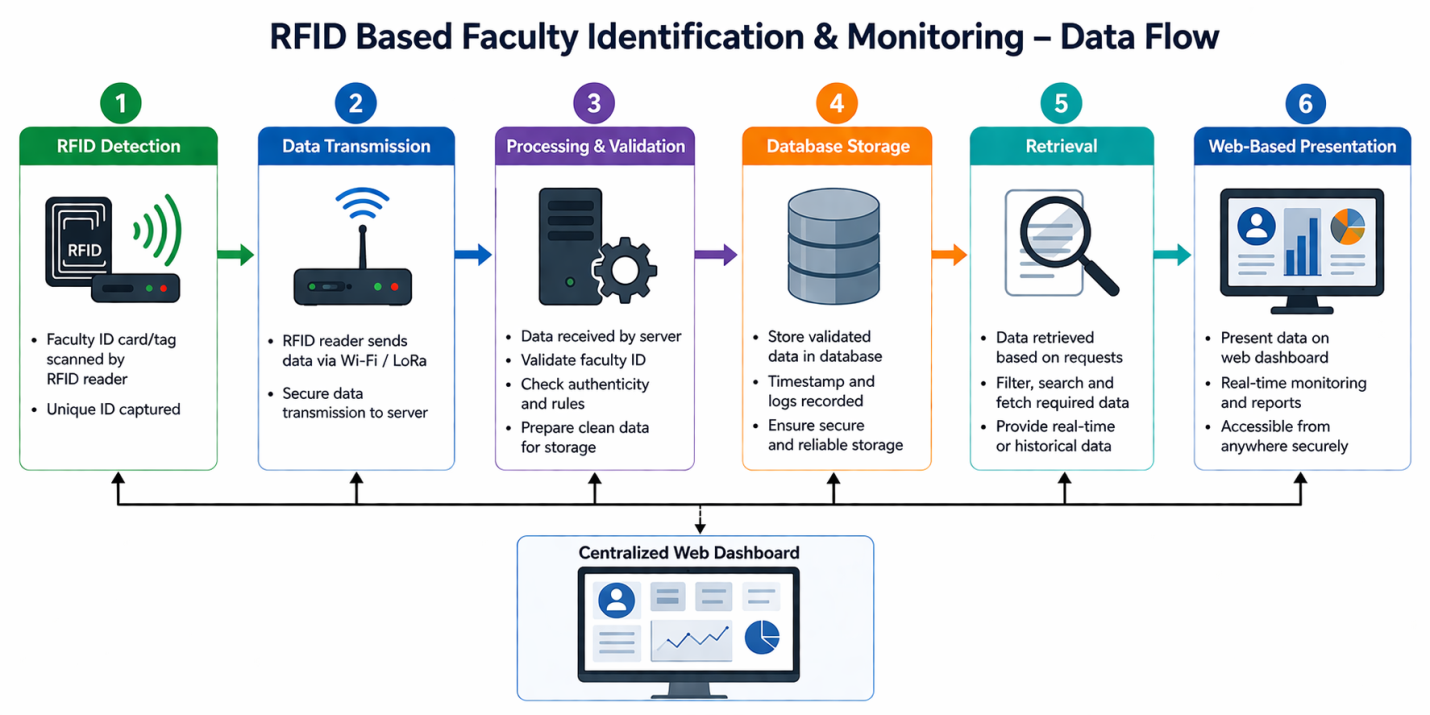 RFID Based Faculty Identification & Monitoring – Data Flow
1
RFID Detection
RFID
• Faculty ID card/tag
scanned by
RFID reader
• Unique ID captured
2
Data Transmission
• RFID reader sends
data via Wi-Fi / LoRa
• Secure data
transmission to server
3
Processing & Validation
• Data received by server
• Validate faculty ID
• Check authenticity
and rules
• Prepare clean data
for storage
4
Database Storage
• Store validated
data in database
• Timestamp and
logs recorded
• Ensure secure
and reliable storage
5
Retrieval
• Data retrieved
based on requests
• Filter, search and
fetch required data
• Provide real-time
or historical data
6
Web-Based Presentation
• Present data on
web dashboard
• Real-time monitoring
and reports
• Accessible from
anywhere securely
Centralized Web Dashboard